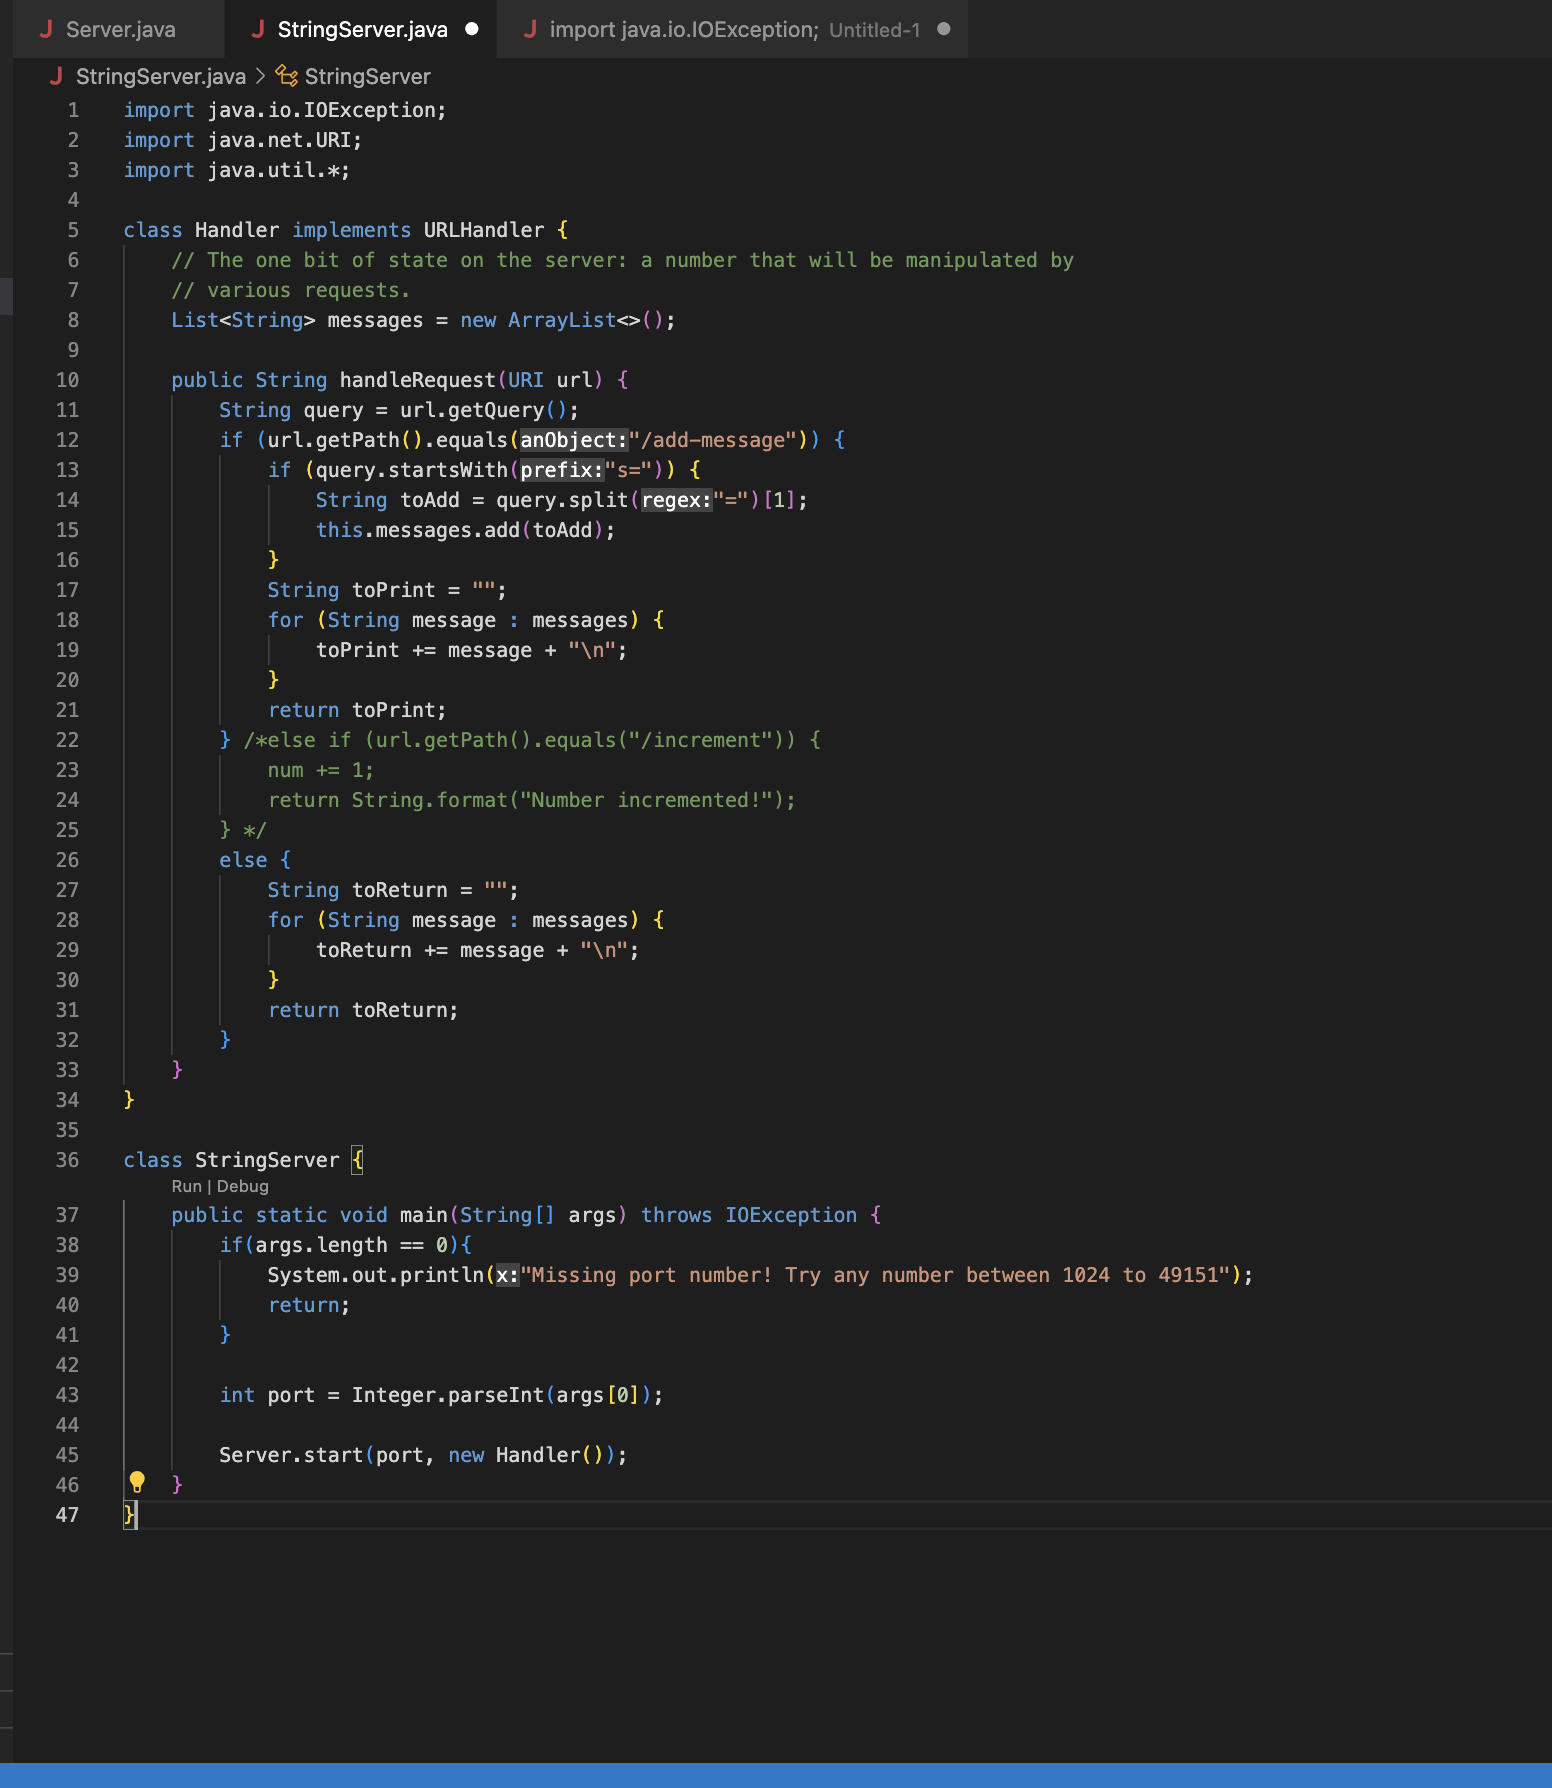 Server.java StringServer.java import java.io.IOException; Untitled-1
StringServer.java > StringServer
1 import java.io.IOException;
2 import java.net.URI;
3 import java.util.*;
4
5 class Handler implements URLHandler {
6 // The one bit of state on the server: a number that will be manipulated by
7 // various requests.
8 List<String> messages = new ArrayList<>();
9
10 public String handleRequest(URI url) {
11 String query = url.getQuery();
12 if (url.getPath().equals(anObject:"/add-message")) {
13 if (query.startsWith(prefix:"s=")) {
14 String toAdd = query.split(regex:"=")[1];
15 this.messages.add(toAdd);
16 }
17 String toPrint = "";
18 for (String message : messages) {
19 toPrint += message + "\n";
20 }
21 return toPrint;
22 } /*else if (url.getPath().equals("/increment")) {
23 num += 1;
24 return String.format("Number incremented!");
25 } */
26 else {
27 String toReturn = "";
28 for (String message : messages) {
29 toReturn += message + "\n";
30 }
31 return toReturn;
32 }
33 }
34 }
35
36 class StringServer {
Run | Debug
37 public static void main(String[] args) throws IOException {
38 if(args.length == 0){
39 System.out.println(x:"Missing port number! Try any number between 1024 to 49151");
40 return;
41 }
42
43 int port = Integer.parseInt(args[0]);
44
45 Server.start(port, new Handler());
46 }
47 }